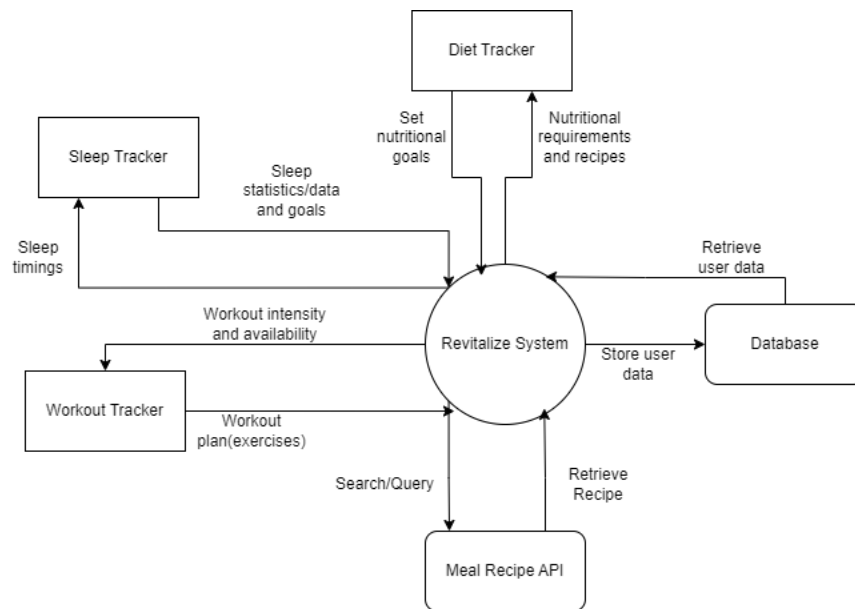 Diet Tracker
Set
nutritional
goals
Nutritional
requirements
and recipes
Sleep Tracker
Sleep
statistics/data
and goals
Sleep
timings
Retrieve
user data
Workout intensity
and availability
Revitalize System
Store user
data
Database
Workout Tracker
Workout
plan(exercises)
Search/Query
Retrieve
Recipe
Meal Recipe API